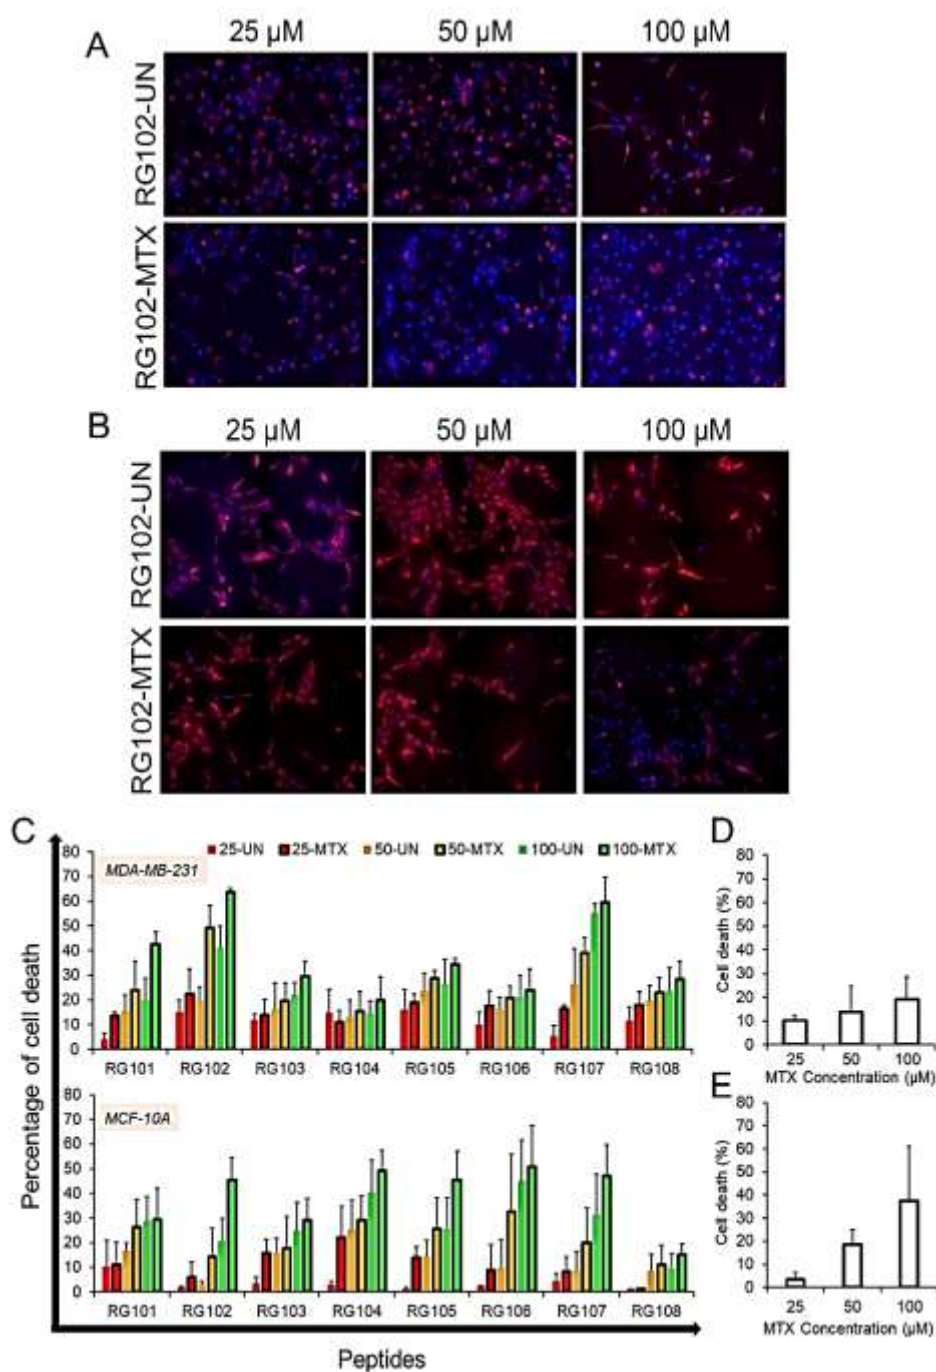 A
25 µM 50 µM 100 µM
RG102-UN
RG102-MTX
B
25 µM 50 µM 100 µM
RG102-UN
RG102-MTX
C
Percentage of cell death
80
70
60
50
40
30
20
10
0
25-UN 25-MTX 50-UN 50-MTX 100-UN 100-MTX
MDA-MB-231
RG101 RG102 RG103 RG104 RG105 RG106 RG107 RG108
80
70
60
50
40
30
20
10
0
MCF-10A
RG101 RG102 RG103 RG104 RG105 RG106 RG107 RG108
Peptides
D
Cell death (%)
80
70
60
50
40
30
20
10
0
25 50 100
MTX Concentration (µM)
E
Cell death (%)
80
70
60
50
40
30
20
10
0
25 50 100
MTX Concentration (µM)